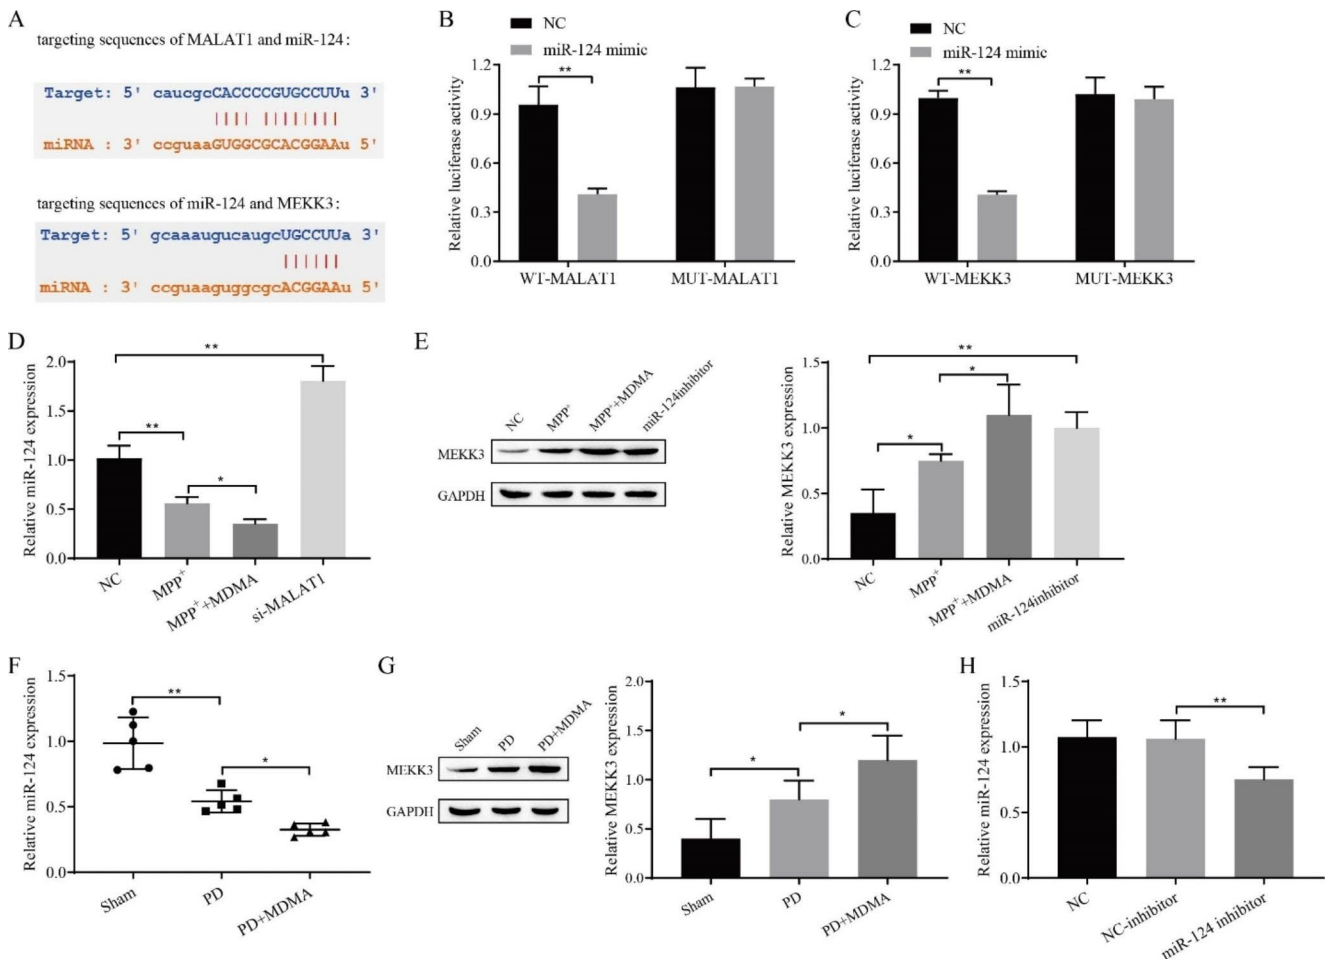 A
targeting sequences of MALAT1 and miR-124:
Target: 5' caucgcCACCCCGUGCCUUu 3'
miRNA : 3' ccguaaGUGGCGCACGGAAu 5'
targeting sequences of miR-124 and MEKK3:
Target: 5' gcaaaugucaugcUGCCUUa 3'
miRNA : 3' ccguaaguggcgcACGGAAu 5'
B
NC
miR-124 mimic
Relative luciferase activity
1.2
0.9
0.6
0.3
0.0
**
WT-MALAT1
MUT-MALAT1
C
NC
miR-124 mimic
Relative luciferase activity
1.2
0.9
0.6
0.3
0.0
**
WT-MEKK3
MUT-MEKK3
D
Relative miR-124 expression
2.0
1.5
1.0
0.5
0.0
**
**
*
NC
MPP+
MPP++MDMA
si-MALAT1
E
NC
MPP+
MPP++MDMA
miR-124inhibitor
MEKK3
GAPDH
Relative MEKK3 expression
1.5
1.0
0.5
0.0
**
*
*
NC
MPP+
MPP++MDMA
miR-124inhibitor
F
Relative miR-124 expression
1.5
1.0
0.5
0.0
**
*
Sham
PD
PD+MDMA
G
Sham
PD
PD+MDMA
MEKK3
GAPDH
Relative MEKK3 expression
2.0
1.5
1.0
0.5
0.0
*
*
Sham
PD
PD+MDMA
H
Relative miR-124 expression
1.5
1.0
0.5
0.0
**
NC
NC-inhibitor
miR-124 inhibitor